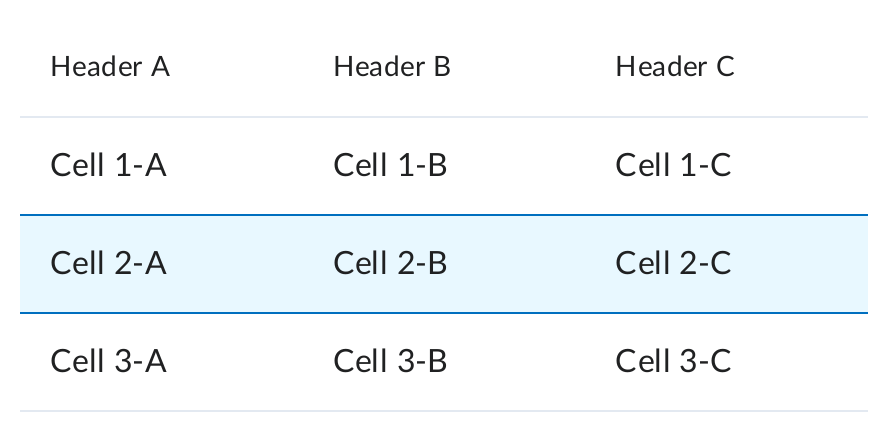 Header A Header B Header C
Cell 1-A Cell 1-B Cell 1-C
Cell 2-A Cell 2-B Cell 2-C
Cell 3-A Cell 3-B Cell 3-C